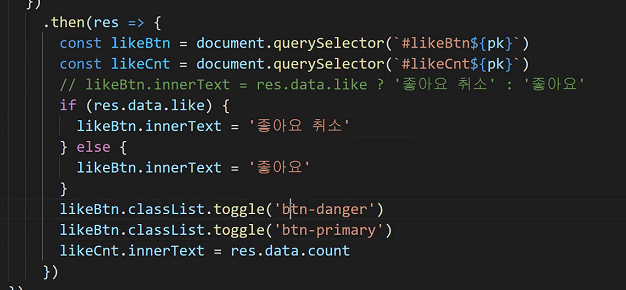 })
.then(res => {
const likeBtn = document.querySelector(`#likeBtn${pk}`)
const likeCnt = document.querySelector(`#likeCnt${pk}`)
// likeBtn.innerText = res.data.like ? '좋아요 취소' : '좋아요'
if (res.data.like) {
likeBtn.innerText = '좋아요 취소'
} else {
likeBtn.innerText = '좋아요'
}
likeBtn.classList.toggle('btn-danger')
likeBtn.classList.toggle('btn-primary')
likeCnt.innerText = res.data.count
})
})